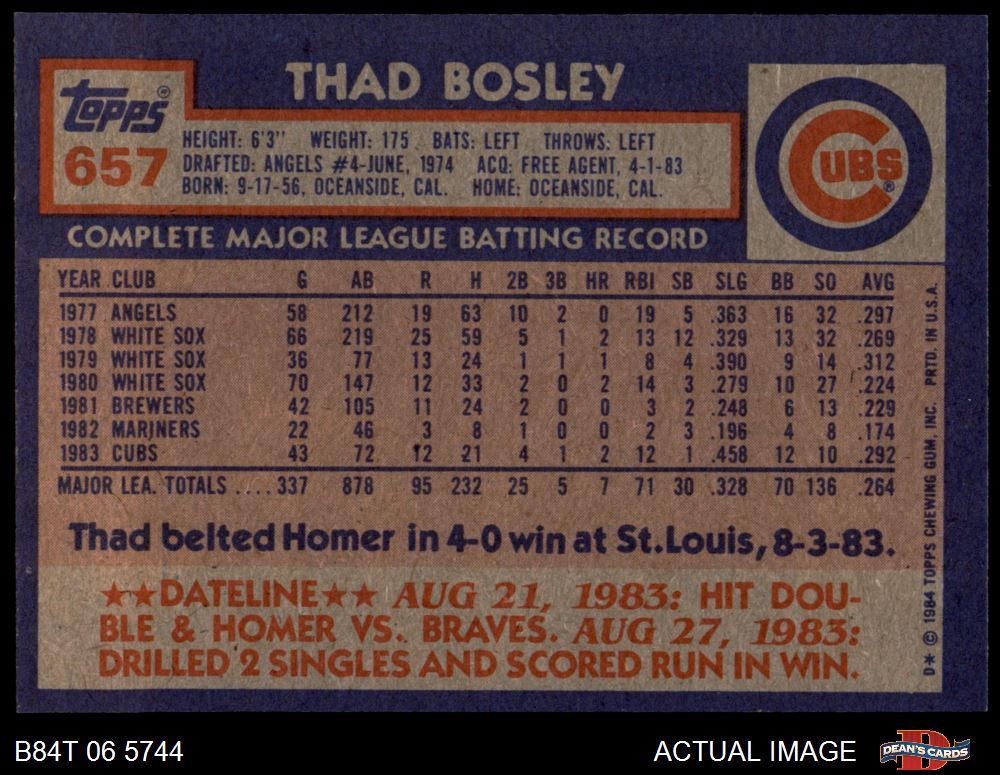 THAD BOSLEY
TOPPS®
657
HEIGHT: 6'3" WEIGHT: 175 BATS: LEFT THROWS: LEFT
DRAFTED: ANGELS #4-JUNE, 1974 ACQ: FREE AGENT, 4-1-83
BORN: 9-17-56, OCEANSIDE, CAL. HOME: OCEANSIDE, CAL.
CUBS®
COMPLETE MAJOR LEAGUE BATTING RECORD
YEAR CLUB G AB R H 2B 3B HR RBI SB SLG BB SO AVG
1977 ANGELS 58 212 19 63 10 2 0 19 5 .363 16 32 .297
1978 WHITE SOX 66 219 25 59 5 1 2 13 12 .329 13 32 .269
1979 WHITE SOX 36 77 13 24 1 1 1 8 4 .390 9 14 .312
1980 WHITE SOX 70 147 12 33 2 0 2 14 3 .279 10 27 .224
1981 BREWERS 42 105 11 24 2 0 0 3 2 .248 6 13 .229
1982 MARINERS 22 46 3 8 1 0 0 2 3 .196 4 8 .174
1983 CUBS 43 72 12 21 4 1 2 12 1 .458 12 10 .292
MAJOR LEA. TOTALS .... 337 878 95 232 25 5 7 71 30 .328 70 136 .264
Thad belted Homer in 4-0 win at St. Louis, 8-3-83.
★★DATELINE★★ AUG 21, 1983: HIT DOU-
BLE & HOMER VS. BRAVES. AUG 27, 1983:
DRILLED 2 SINGLES AND SCORED RUN IN WIN.
D* © 1984 TOPPS CHEWING GUM, INC. PRTD. IN U.S.A.
B84T 06 5744
ACTUAL IMAGE
D
DEAN'S CARDS